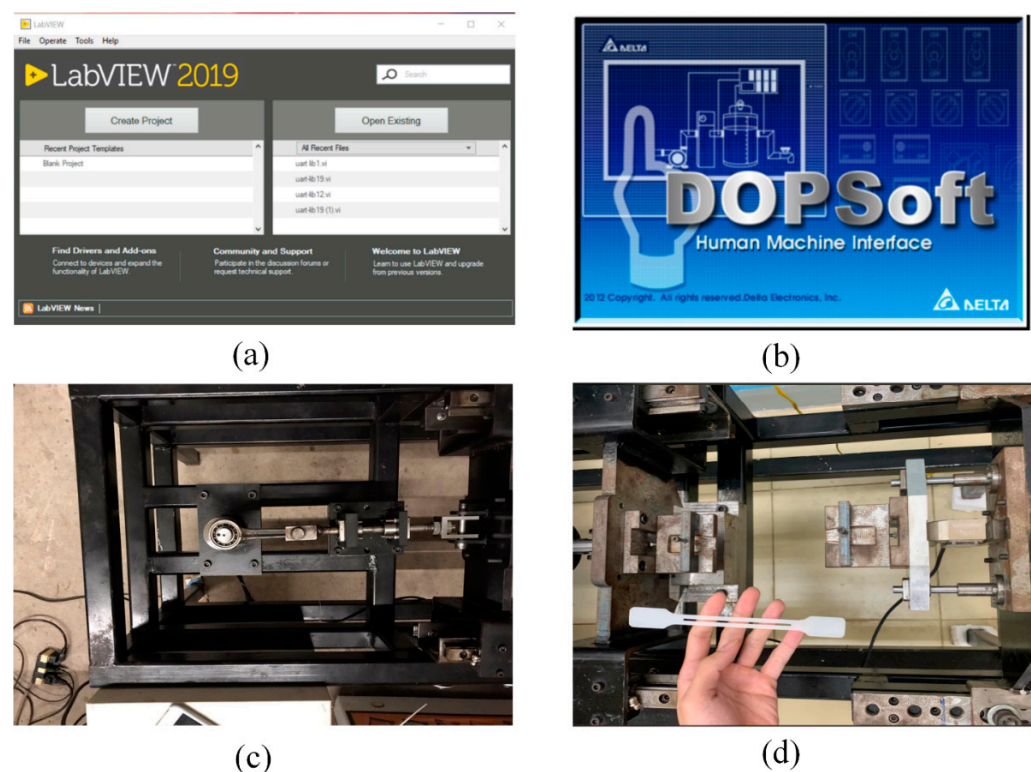 LabVIEW
File Operate Tools Help
LabVIEW™ 2019
Search
Create Project
Open Existing
Recent Project Templates
All Recent Files
Blank Project
uart lib1.vi
uart-lib19.vi
uart-lib12.vi
uart-lib19 (1).vi
Find Drivers and Add-ons
Connect to devices and expand the
functionality of LabVIEW.
Community and Support
Participate in the discussion forums or
request technical support.
Welcome to LabVIEW
Learn to use LabVIEW and upgrade
from previous versions.
LabVIEW News
(a)
DELTA
DOPSoft
Human Machine Interface
2012 Copyright. All rights reserved.Delta Electronics, Inc.
DELTA
(b)
(c)
(d)